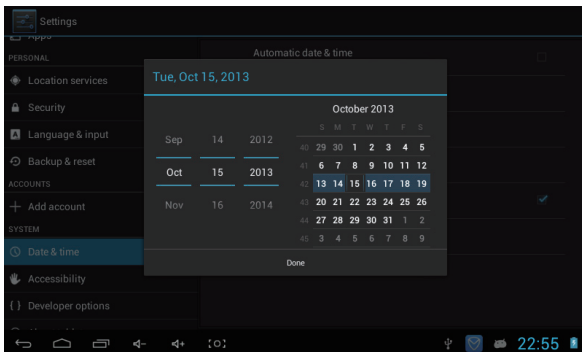 Settings
Apps
PERSONAL
Location services
Security
Language & input
Backup & reset
ACCOUNTS
Add account
SYSTEM
Date & time
Accessibility
{ } Developer options
Automatic date & time
Tue, Oct 15, 2013
Sep 14 2012
Oct 15 2013
Nov 16 2014
October 2013
S M T W T F S
40 29 30 1 2 3 4 5
41 6 7 8 9 10 11 12
42 13 14 15 16 17 18 19
43 20 21 22 23 24 25 26
44 27 28 29 30 31 1 2
45 3 4 5 6 7 8 9
Done
22:55